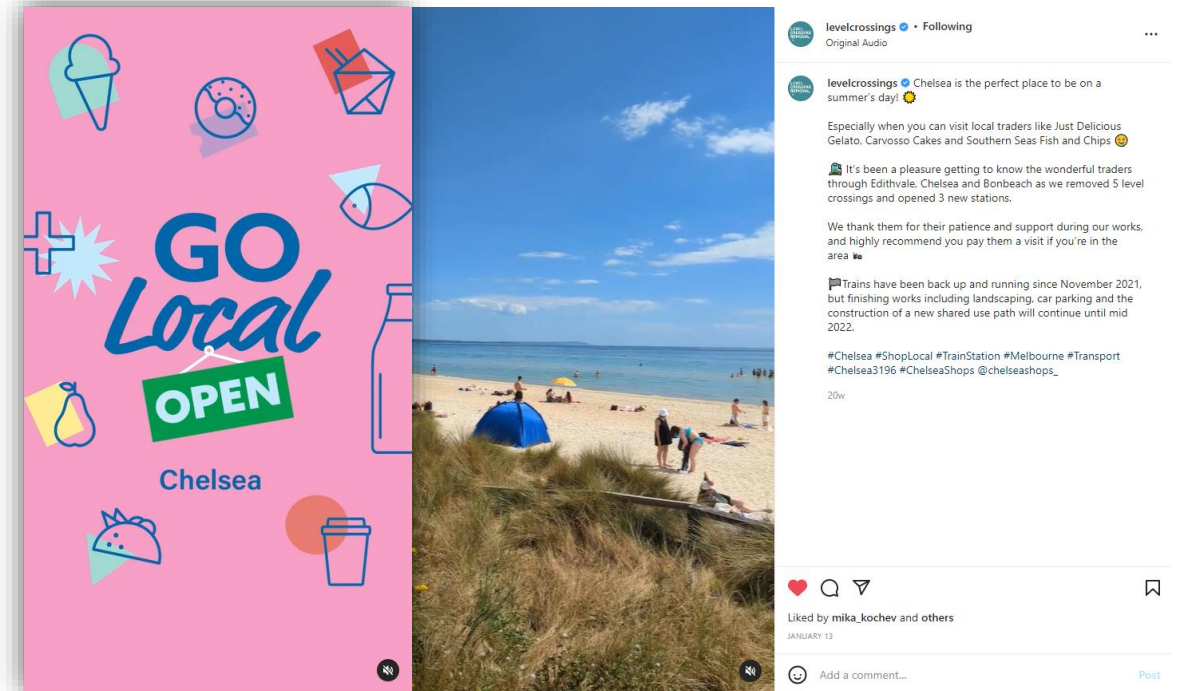 GO
Local
OPEN
Chelsea
levelcrossings • Following
Original Audio
...
levelcrossings Chelsea is the perfect place to be on a
summer's day! 🌞
Especially when you can visit local traders like Just Delicious
Gelato, Carvosso Cakes and Southern Seas Fish and Chips 😋
🚉 It's been a pleasure getting to know the wonderful traders
through Edithvale, Chelsea and Bonbeach as we removed 5 level
crossings and opened 3 new stations.
We thank them for their patience and support during our works,
and highly recommend you pay them a visit if you're in the
area
Trains have been back up and running since November 2021,
but finishing works including landscaping, car parking and the
construction of a new shared use path will continue until mid
2022.
#Chelsea #ShopLocal #TrainStation #Melbourne #Transport
#Chelsea3196 #ChelseaShops @chelseashops_
20w
Liked by mika_kochev and others
JANUARY 13
Add a comment...
Post